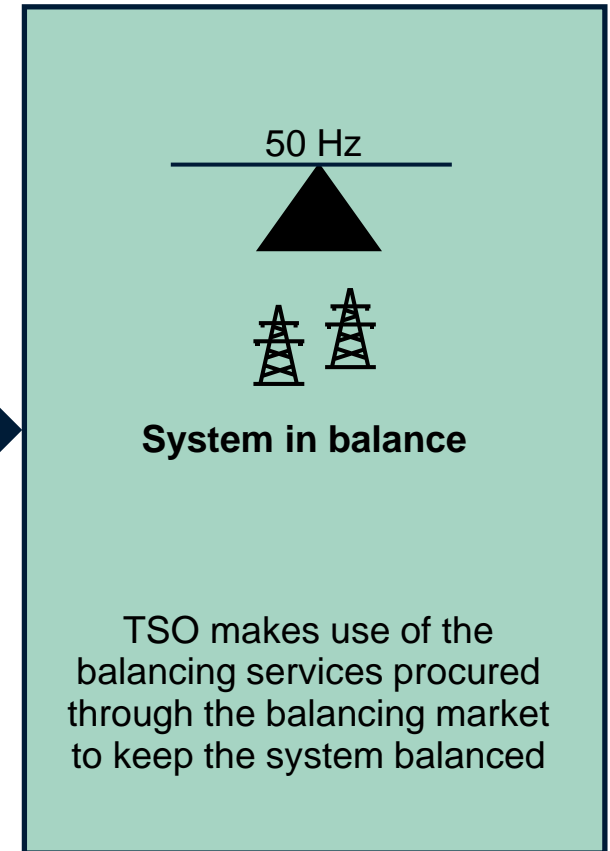 50 Hz
System in balance
TSO makes use of the
balancing services procured
through the balancing market
to keep the system balanced